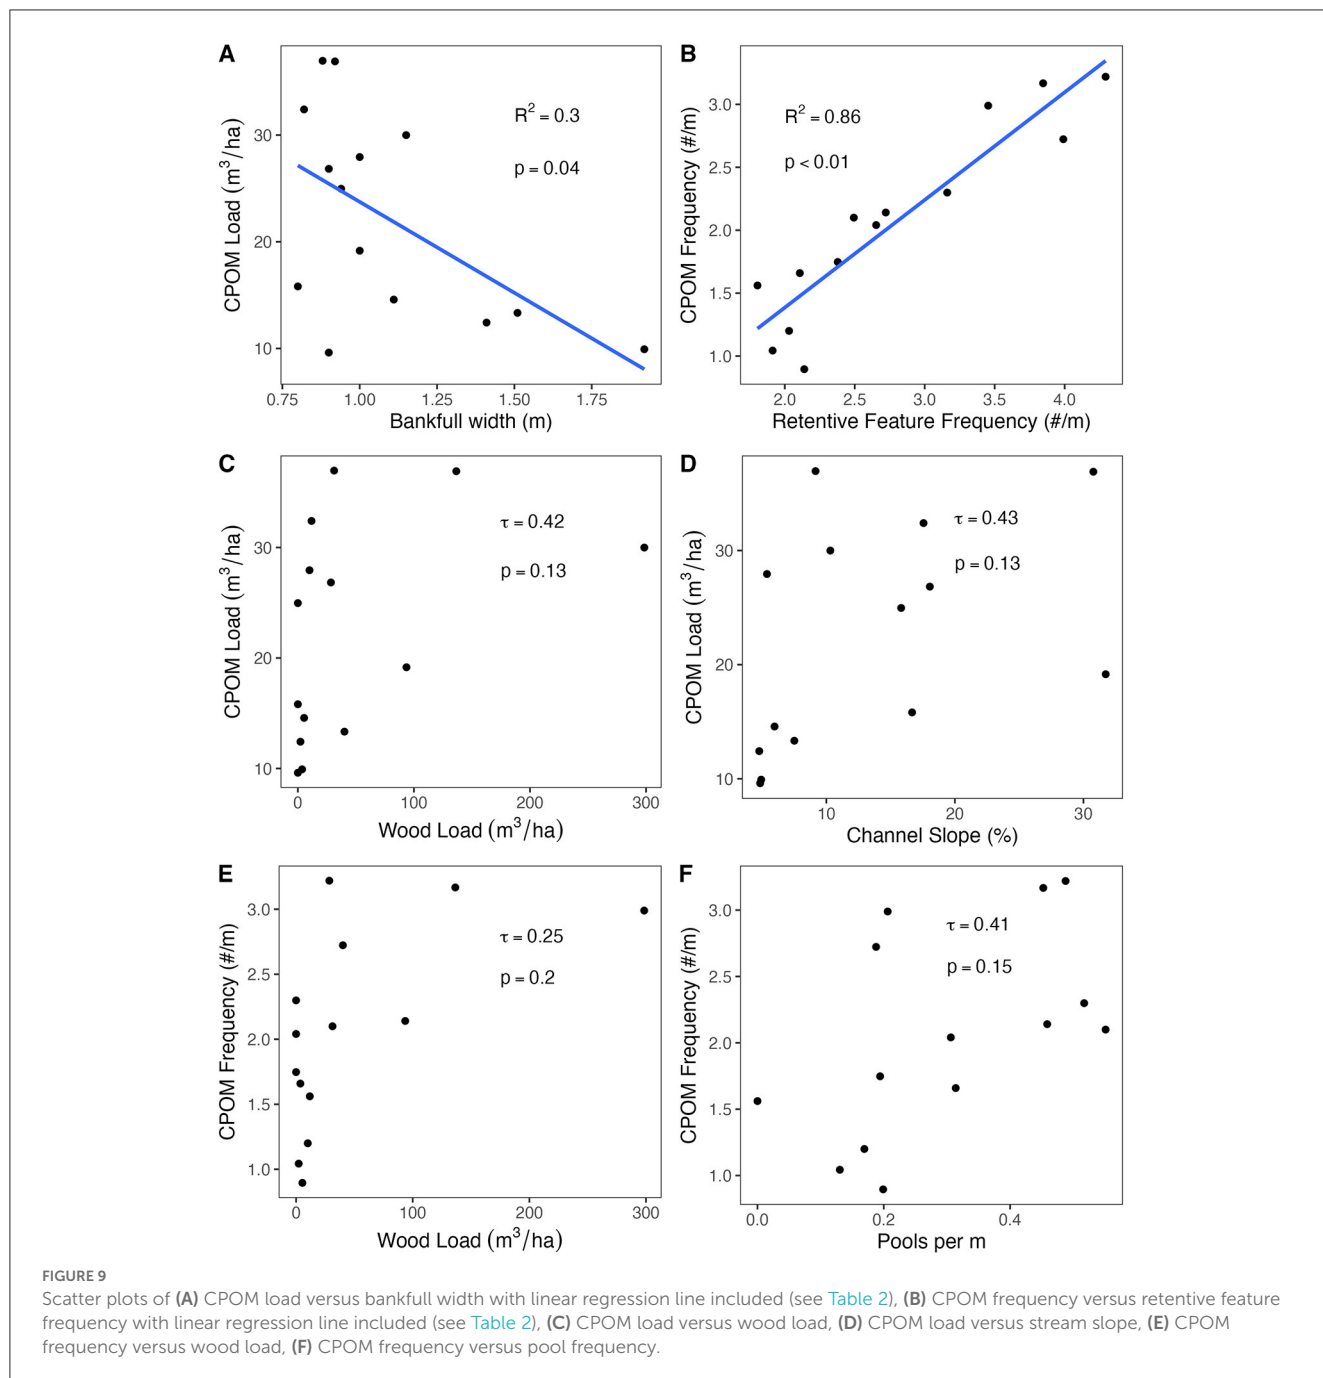 A
CPOM Load (m³/ha)
30
20
10
R² = 0.3
p = 0.04
0.75 1.00 1.25 1.50 1.75
Bankfull width (m)
B
CPOM Frequency (#/m)
3.0
2.5
2.0
1.5
1.0
R² = 0.86
p < 0.01
2.0 2.5 3.0 3.5 4.0
Retentive Feature Frequency (#/m)
C
CPOM Load (m³/ha)
30
20
10
τ = 0.42
p = 0.13
0 100 200 300
Wood Load (m³/ha)
D
CPOM Load (m³/ha)
30
20
10
τ = 0.43
p = 0.13
10 20 30
Channel Slope (%)
E
CPOM Frequency (#/m)
3.0
2.5
2.0
1.5
1.0
τ = 0.25
p = 0.2
0 100 200 300
Wood Load (m³/ha)
F
CPOM Frequency (#/m)
3.0
2.5
2.0
1.5
1.0
τ = 0.41
p = 0.15
0.0 0.2 0.4
Pools per m
FIGURE 9
Scatter plots of (A) CPOM load versus bankfull width with linear regression line included (see Table 2), (B) CPOM frequency versus retentive feature
frequency with linear regression line included (see Table 2), (C) CPOM load versus wood load, (D) CPOM load versus stream slope, (E) CPOM
frequency versus wood load, (F) CPOM frequency versus pool frequency.